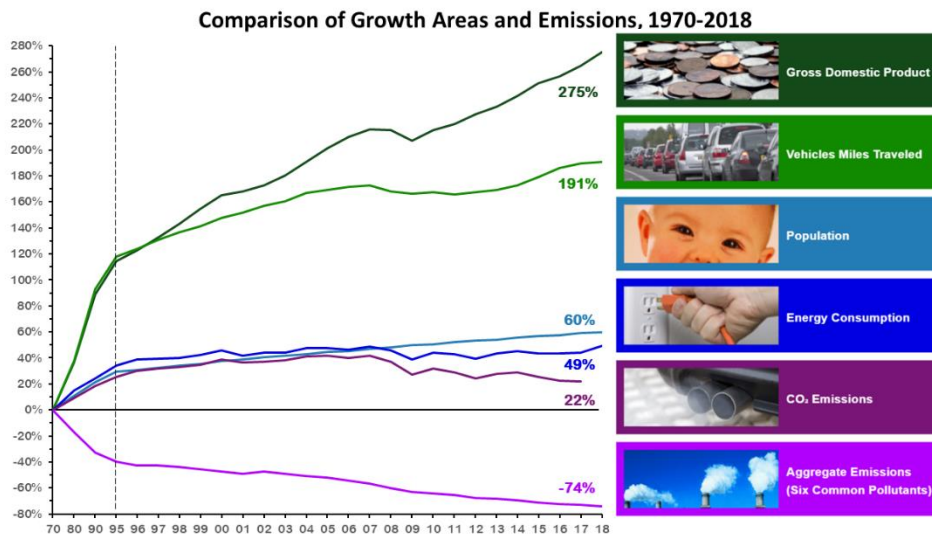 Comparison of Growth Areas and Emissions, 1970-2018
280%
260%
240%
220%
200%
180%
160%
140%
120%
100%
80%
60%
40%
20%
0%
-20%
-40%
-60%
-80%
275%
191%
60%
49%
22%
-74%
70 80 90 95 96 97 98 99 00 01 02 03 04 05 06 07 08 09 10 11 12 13 14 15 16 17 18
Gross Domestic Product
Vehicles Miles Traveled
Population
Energy Consumption
CO₂ Emissions
Aggregate Emissions
(Six Common Pollutants)